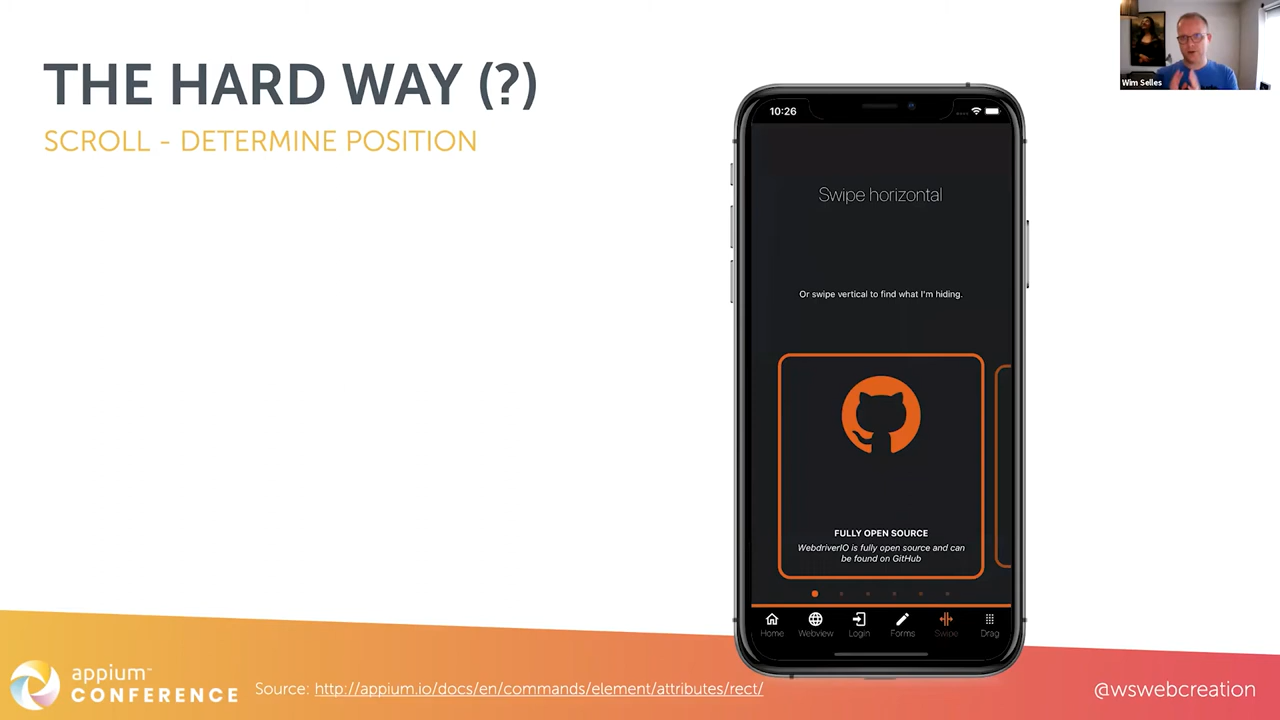 THE HARD WAY (?)
SCROLL - DETERMINE POSITION
Wim Selles
10:26
Swipe horizontal
Or swipe vertical to find what I'm hiding.
FULLY OPEN SOURCE
WebdriverIO is fully open source and can
be found on GitHub
Home Webview Login Forms Swipe Drag
appium™
CONFERENCE
Source: http://appium.io/docs/en/commands/element/attributes/rect/
@wswebcreation